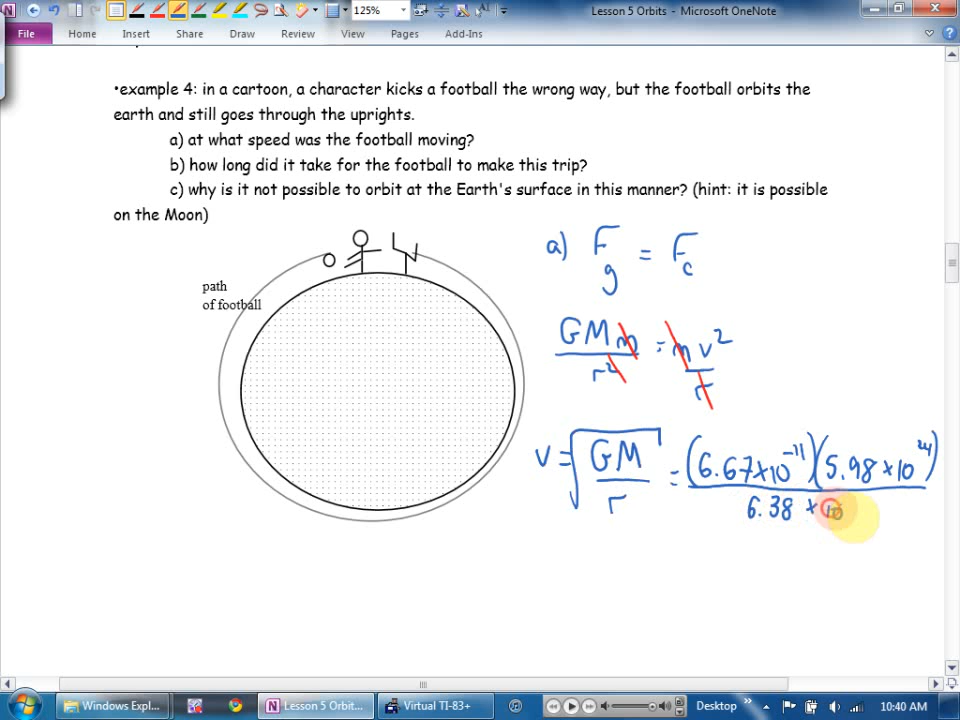 Lesson 5 Orbits - Microsoft OneNote
125%
File Home Insert Share Draw Review View Pages Add-Ins
•example 4: in a cartoon, a character kicks a football the wrong way, but the football orbits the
earth and still goes through the uprights.
a) at what speed was the football moving?
b) how long did it take for the football to make this trip?
c) why is it not possible to orbit at the Earth's surface in this manner? (hint: it is possible
on the Moon)
path
of football
a) Fg = Fc
GMm/r² = mv²/r
v = √(GM/r) = (6.67×10⁻¹¹)(5.98×10²⁴)
6.38 × 10
Windows Expl... Lesson 5 Orbit... Virtual TI-83+ Desktop 10:40 AM